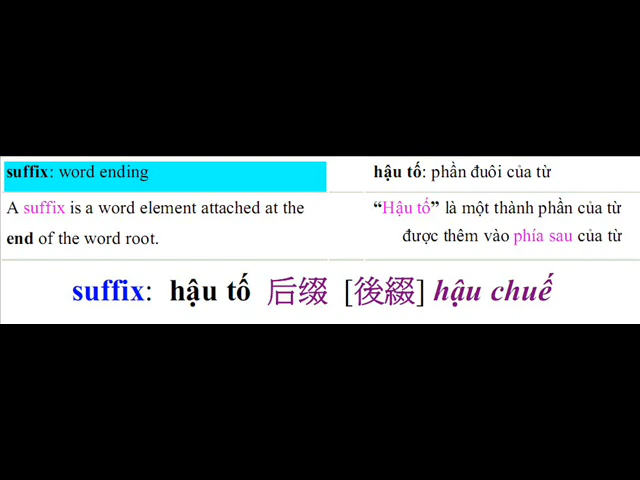 suffix: word ending
hậu tố: phần đuôi của từ
A suffix is a word element attached at the
end of the word root.
“Hậu tố” là một thành phần của từ
được thêm vào phía sau của từ
suffix: hậu tố 后缀 [後綴] hậu chuế